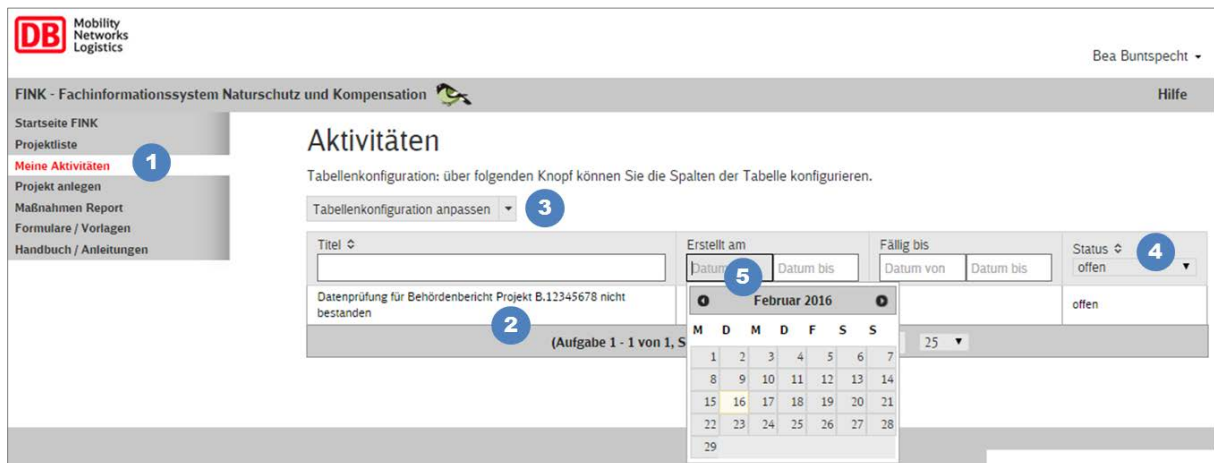 DB
Mobility
Networks
Logistics
Bea Buntspecht
FINK - Fachinformationssystem Naturschutz und Kompensation
Hilfe
Startseite FINK
Projektliste
Meine Aktivitäten
1
Projekt anlegen
Maßnahmen Report
Formulare / Vorlagen
Handbuch / Anleitungen
Aktivitäten
Tabellenkonfiguration: über folgenden Knopf können Sie die Spalten der Tabelle konfigurieren.
Tabellenkonfiguration anpassen
3
Titel
Erstellt am
Fällig bis
Status
4
Datum bis
Datum von
Datum bis
offen
5
Datenprüfung für Behördenbericht Projekt B.12345678 nicht
bestanden
offen
2
(Aufgabe 1 - 1 von 1, S
25
Februar 2016
M D M D F S S
1 2 3 4 5 6 7
8 9 10 11 12 13 14
15 16 17 18 19 20 21
22 23 24 25 26 27 28
29